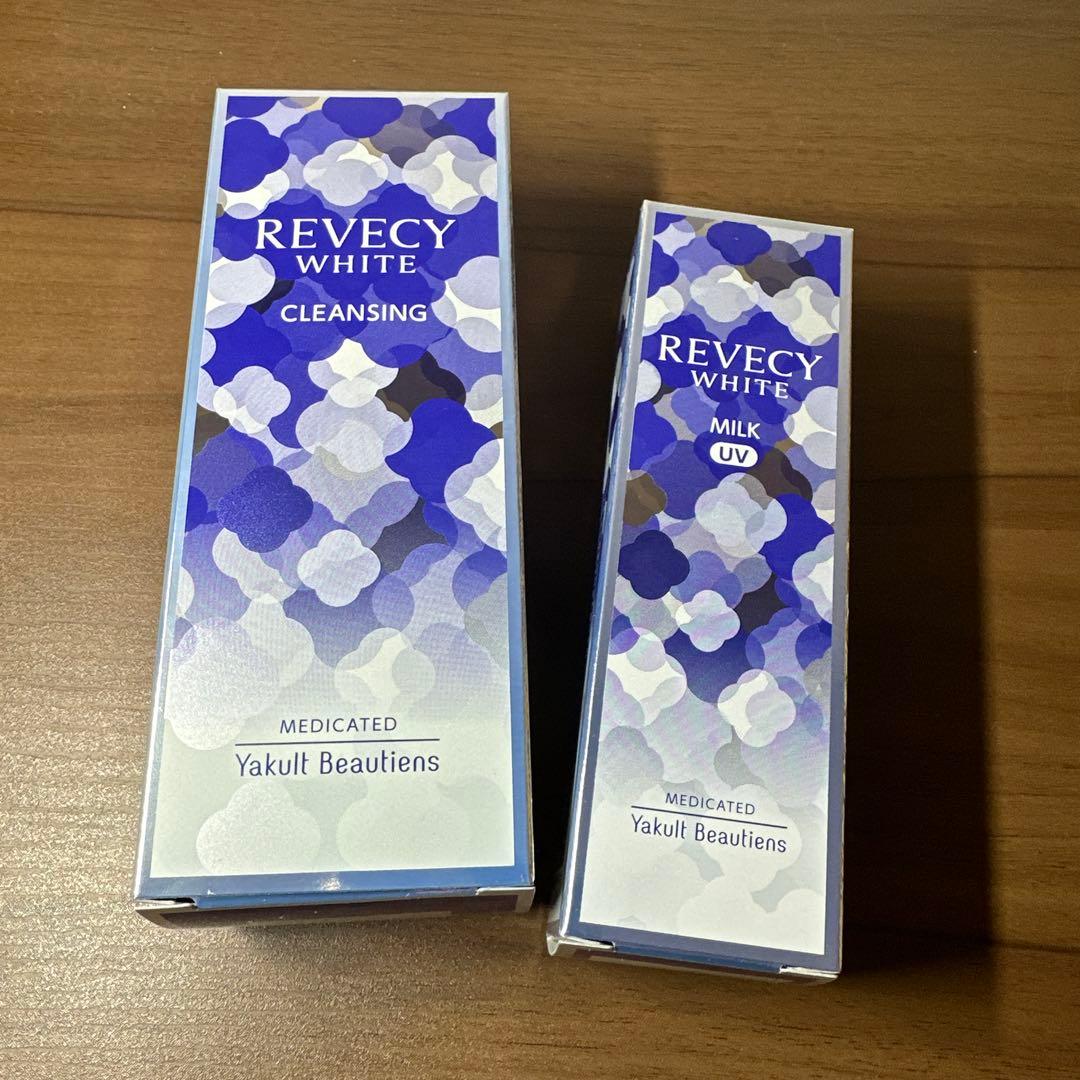 REVECY
WHITE
CLEANSING
MEDICATED
Yakult Beautiens
REVECY
WHITE
MILK
UV
MEDICATED
Yakult Beautiens